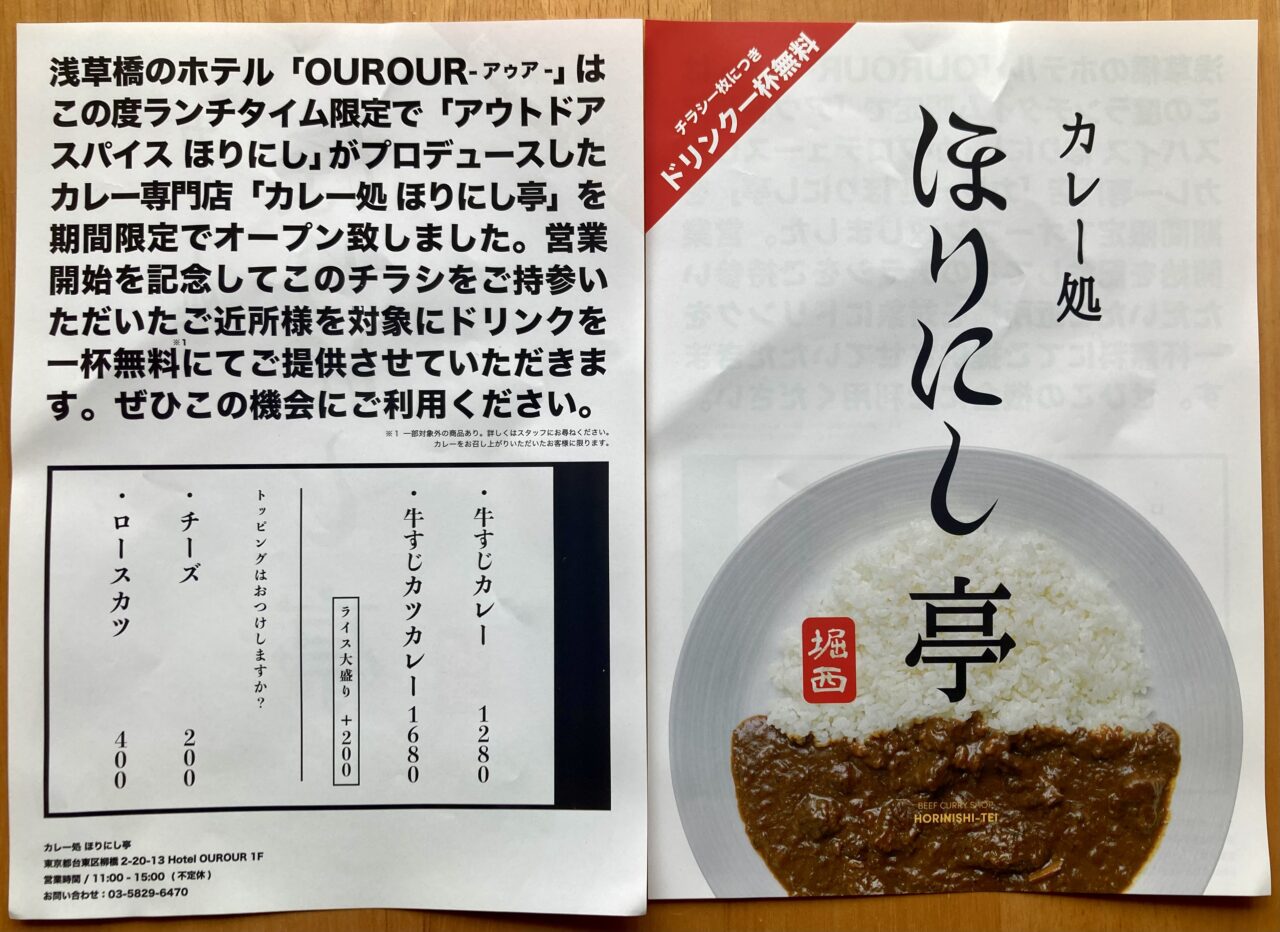 浅草橋のホテル「OUROUR-アゥア-」は
この度ランチタイム限定で「アウトドア
スパイス ほりにし」がプロデュースした
カレー専門店「カレー処 ほりにし亭」を
期間限定でオープン致しました。営業
開始を記念してこのチラシをご持参い
ただいたご近所様を対象にドリンクを
一杯無料※1にてご提供させていただきま
す。ぜひこの機会にご利用ください。
※1 一部対象外の商品あり。詳しくはスタッフにお尋ねください。
カレーをお召し上がりいただいたお客様に限ります。
・牛すじカレー 1280
・牛すじカツカレー 1680
ライス大盛り +200
トッピングはおつけしますか?
・チーズ 200
・ロースカツ 400
カレー処 ほりにし亭
東京都台東区柳橋 2-20-13 Hotel OUROUR 1F
営業時間 / 11:00 - 15:00 (不定休)
お問い合わせ:03-5829-6470
チラシ一枚につき
ドリンク一杯無料
カレー処
ほりにし亭
堀西
BEEF CURRY SHOP
HORINISHI-TEI